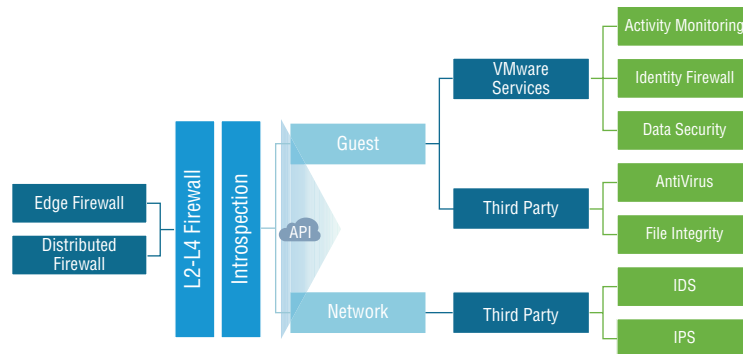 Edge Firewall
Distributed
Firewall
L2-L4 Firewall
Introspection
API
Guest
Network
VMware
Services
Third Party
Third Party
Activity Monitoring
Identity Firewall
Data Security
AntiVirus
File Integrity
IDS
IPS